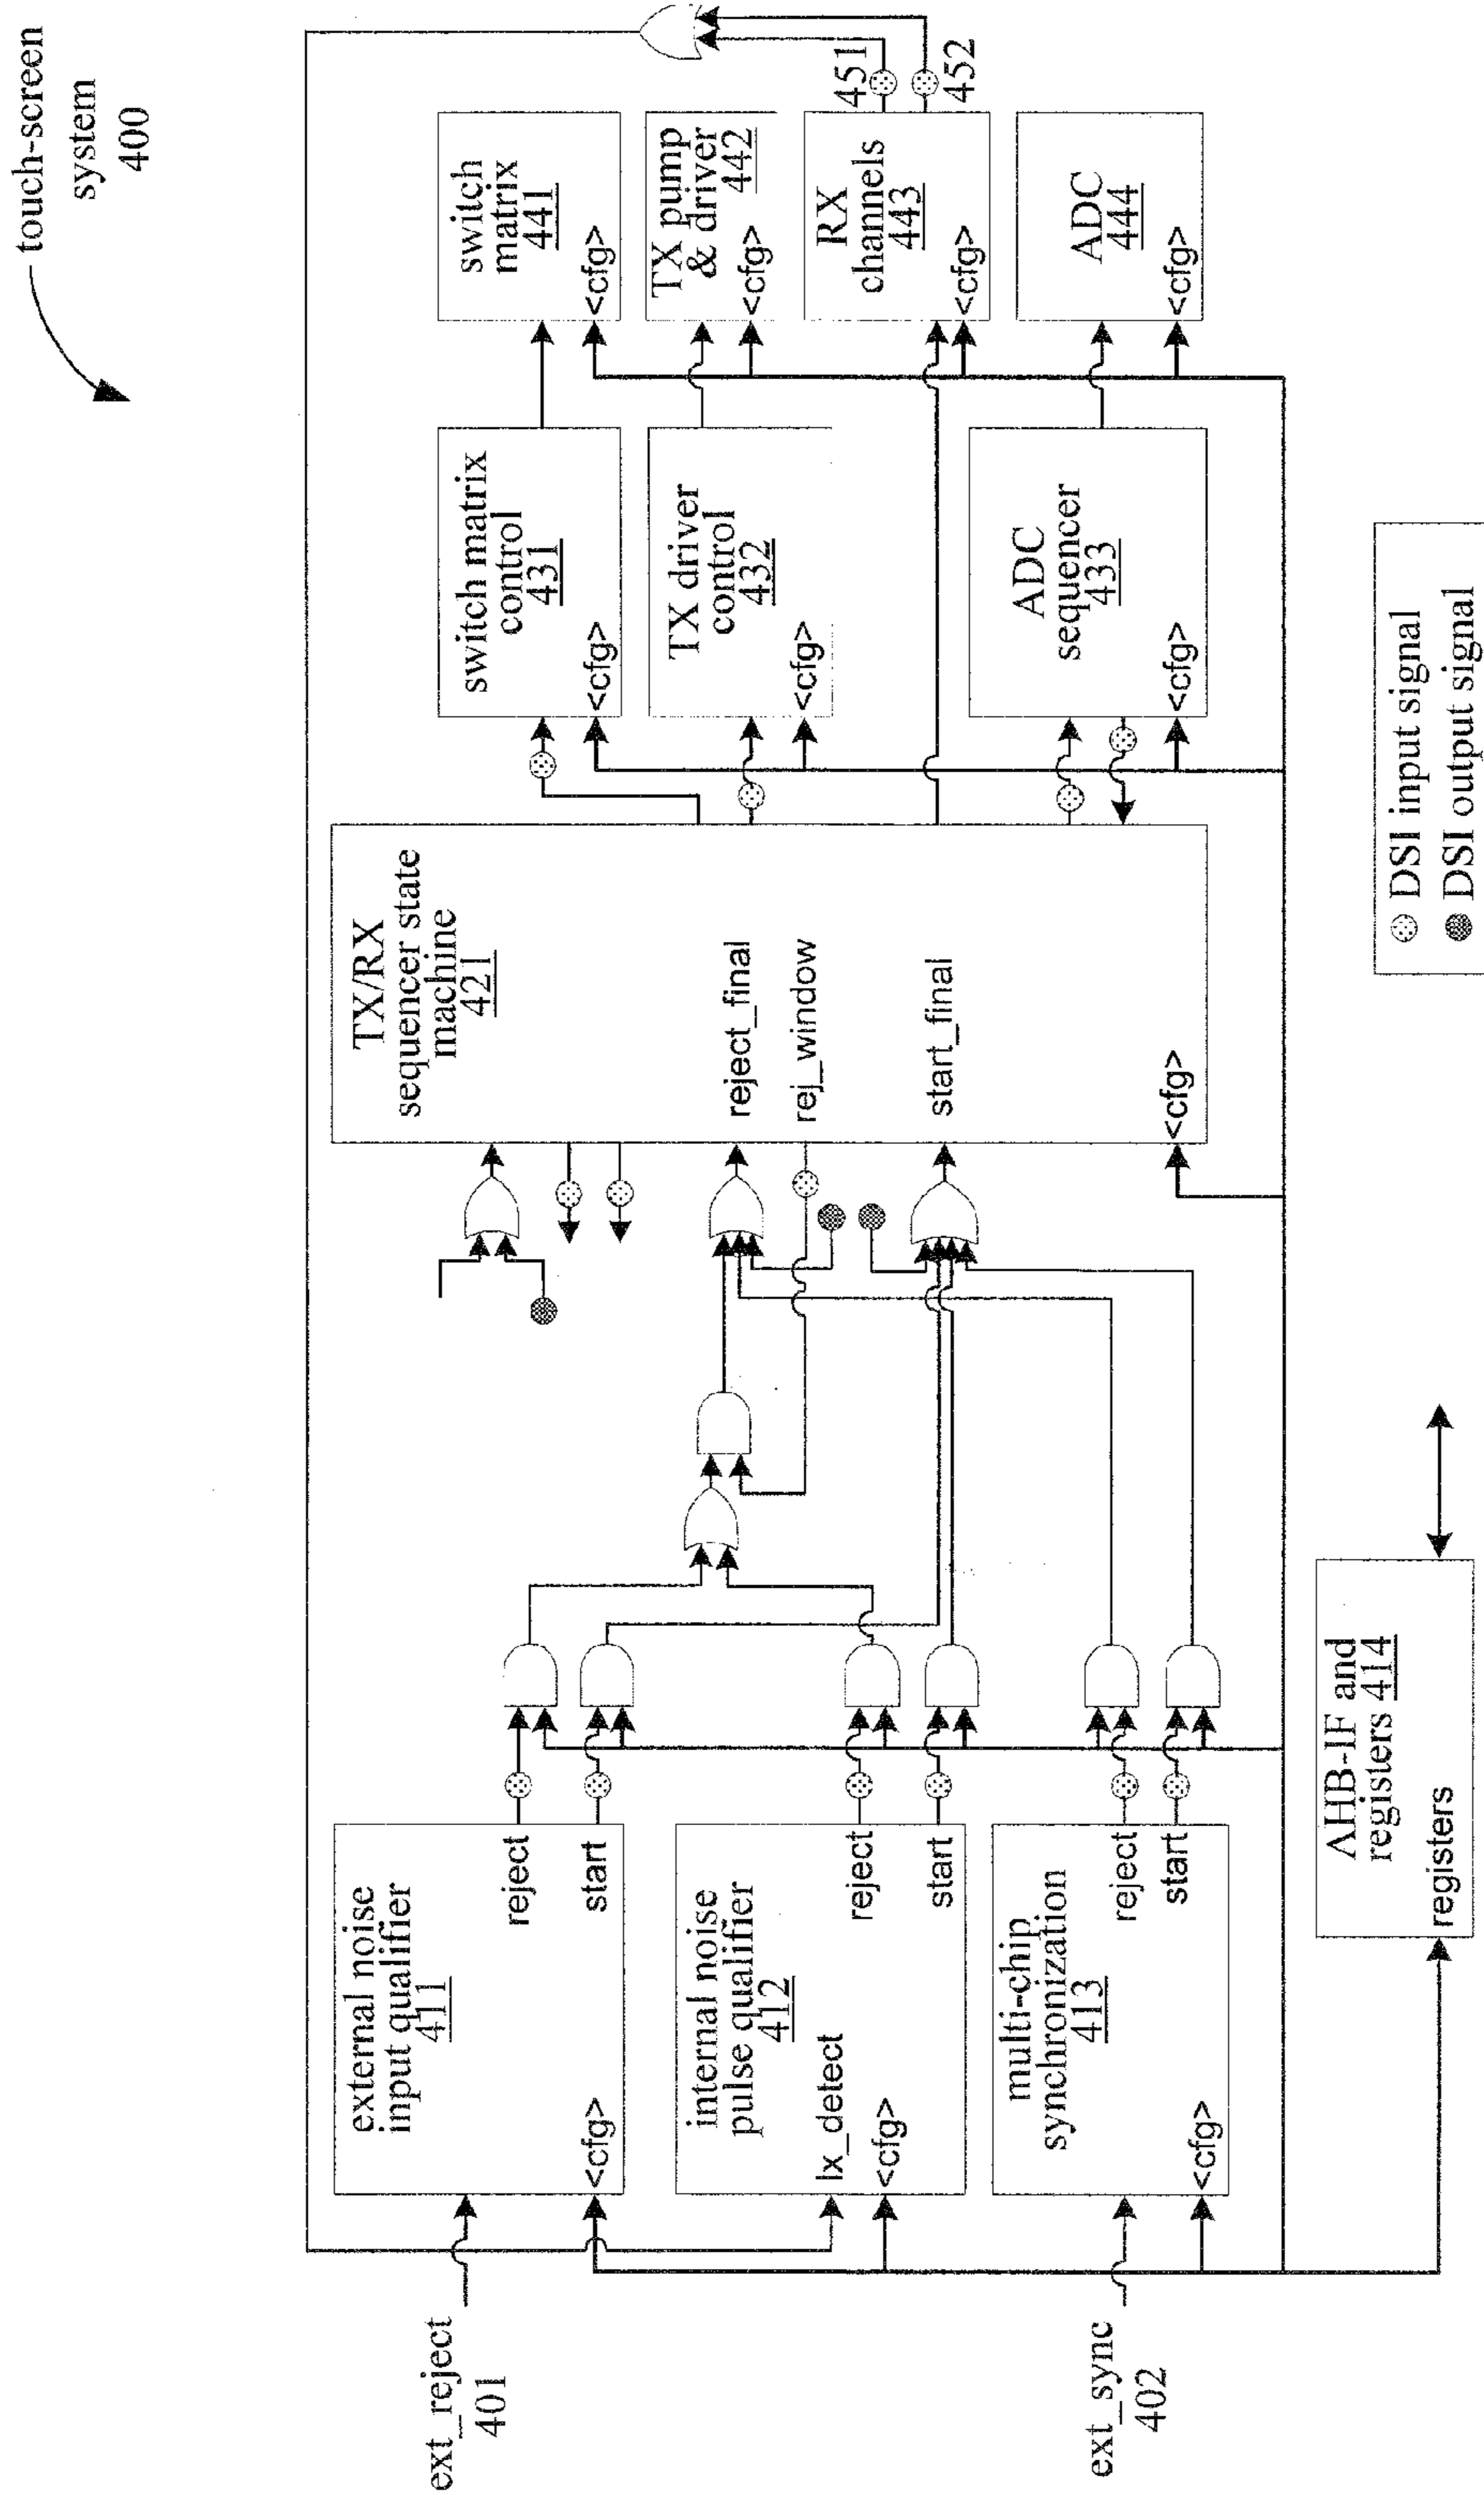 touch-screen
system
400
ext_reject
401
ext_sync
402
external noise
input qualifier
411
reject
start
<cfg>
internal noise
pulse qualifier
412
lx_detect
reject
start
<cfg>
multi-chip
synchronization
413
reject
start
<cfg>
AHB-IF and
registers 414
registers
TX/RX
sequencer state
machine
421
reject_final
rej_window
start_final
<cfg>
switch matrix
control
431
<cfg>
TX driver
control
432
<cfg>
ADC
sequencer
433
<cfg>
switch
matrix
441
<cfg>
TX pump
& driver
442
<cfg>
RX
channels
443
<cfg>
ADC
444
<cfg>
451
452
DSI input signal
DSI output signal